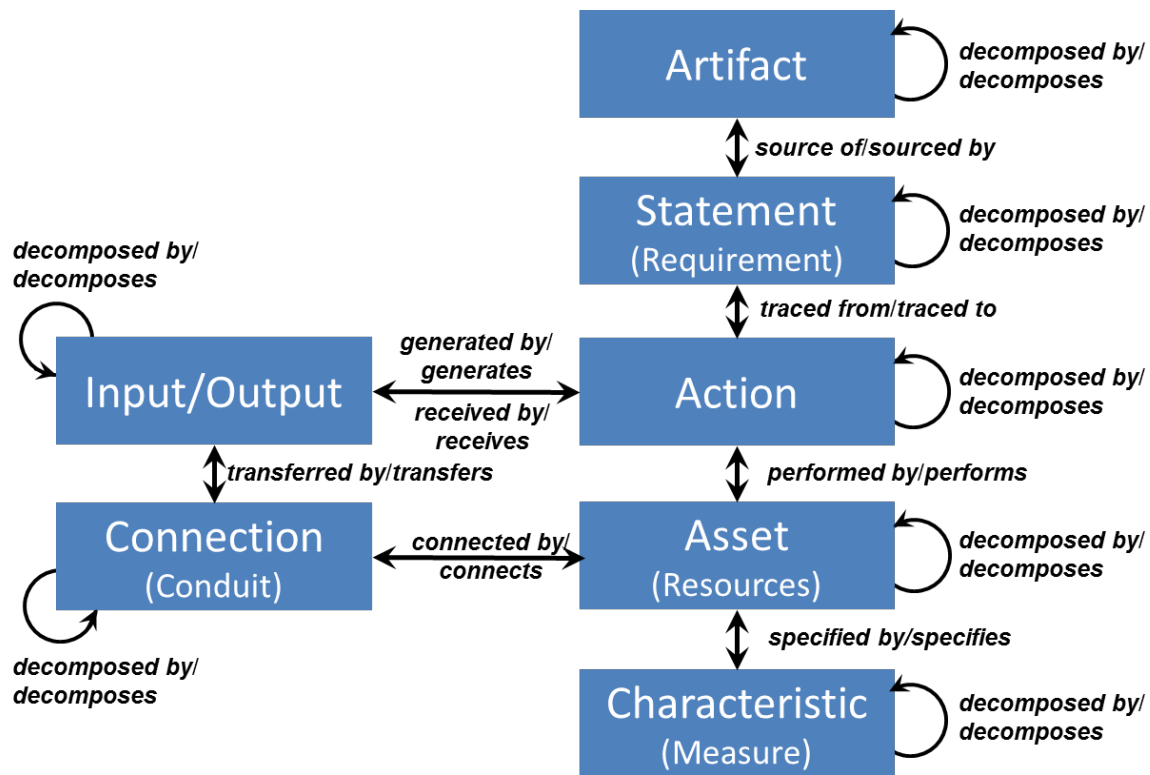 Artifact
decomposed by/
decomposes
source of/sourced by
Statement
(Requirement)
decomposed by/
decomposes
traced from/traced to
decomposed by/
decomposes
Input/Output
generated by/
generates
received by/
receives
Action
decomposed by/
decomposes
transferred by/transfers
performed by/performs
Connection
(Conduit)
connected by/
connects
Asset
(Resources)
decomposed by/
decomposes
decomposed by/
decomposes
specified by/specifies
Characteristic
(Measure)
decomposed by/
decomposes